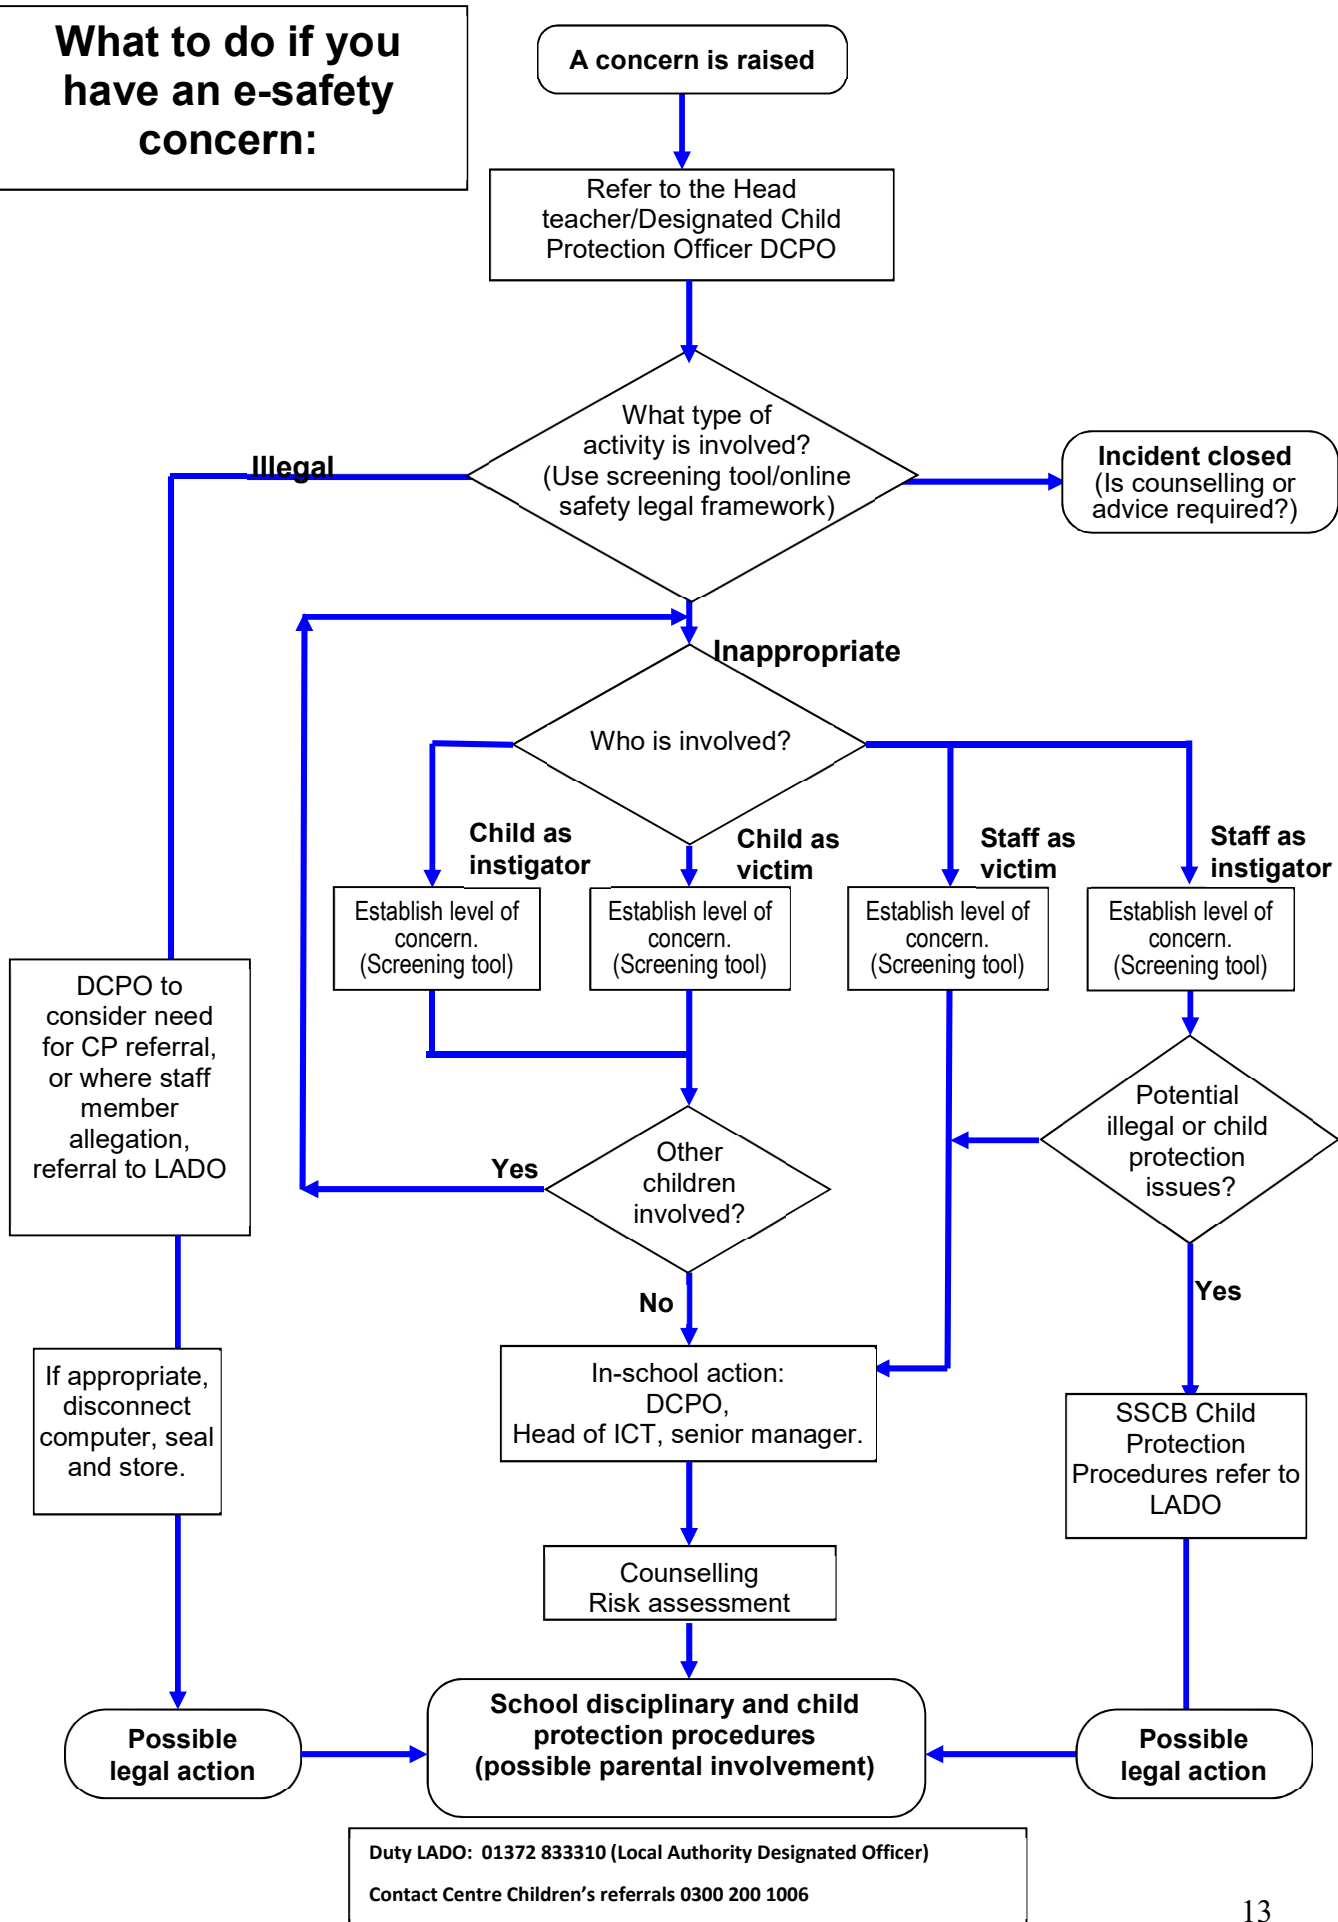 What to do if you
have an e-safety
concern:
A concern is raised
Refer to the Head
teacher/Designated Child
Protection Officer DCPO
What type of
activity is involved?
(Use screening tool/online
safety legal framework)
Illegal
Incident closed
(Is counselling or
advice required?)
Inappropriate
Who is involved?
Child as
instigator
Child as
victim
Staff as
victim
Staff as
instigator
Establish level of
concern.
(Screening tool)
Establish level of
concern.
(Screening tool)
Establish level of
concern.
(Screening tool)
Establish level of
concern.
(Screening tool)
DCPO to
consider need
for CP referral,
or where staff
member
allegation,
referral to LADO
Potential
illegal or child
protection
issues?
Other
children
involved?
Yes
No
Yes
If appropriate,
disconnect
computer, seal
and store.
In-school action:
DCPO,
Head of ICT, senior manager.
SSCB Child
Protection
Procedures refer to
LADO
Counselling
Risk assessment
Possible
legal action
School disciplinary and child
protection procedures
(possible parental involvement)
Possible
legal action
Duty LADO: 01372 833310 (Local Authority Designated Officer)
Contact Centre Children’s referrals 0300 200 1006
13